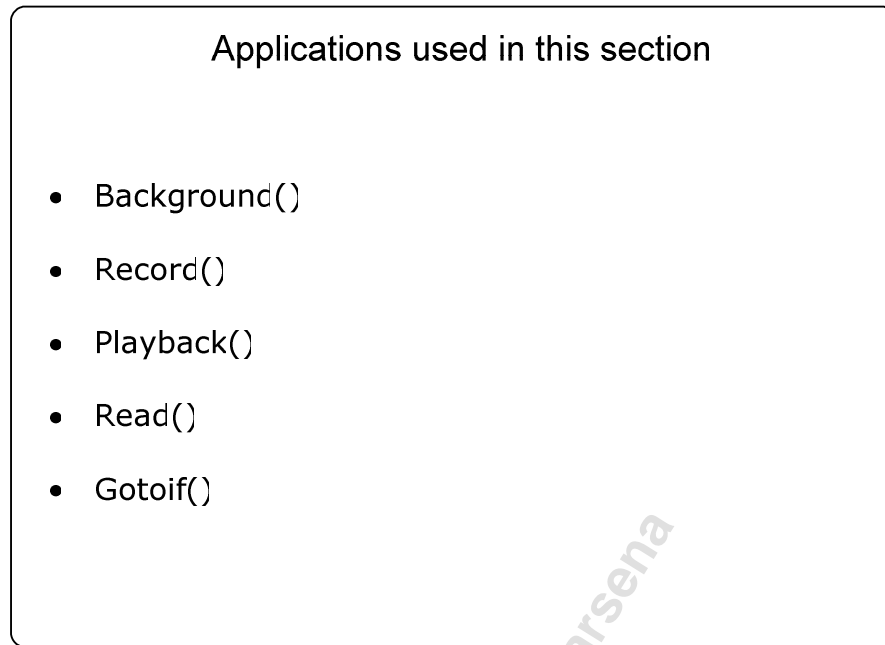 Applications used in this section
• Background()
• Record()
• Playback()
• Read()
• Gotoif()